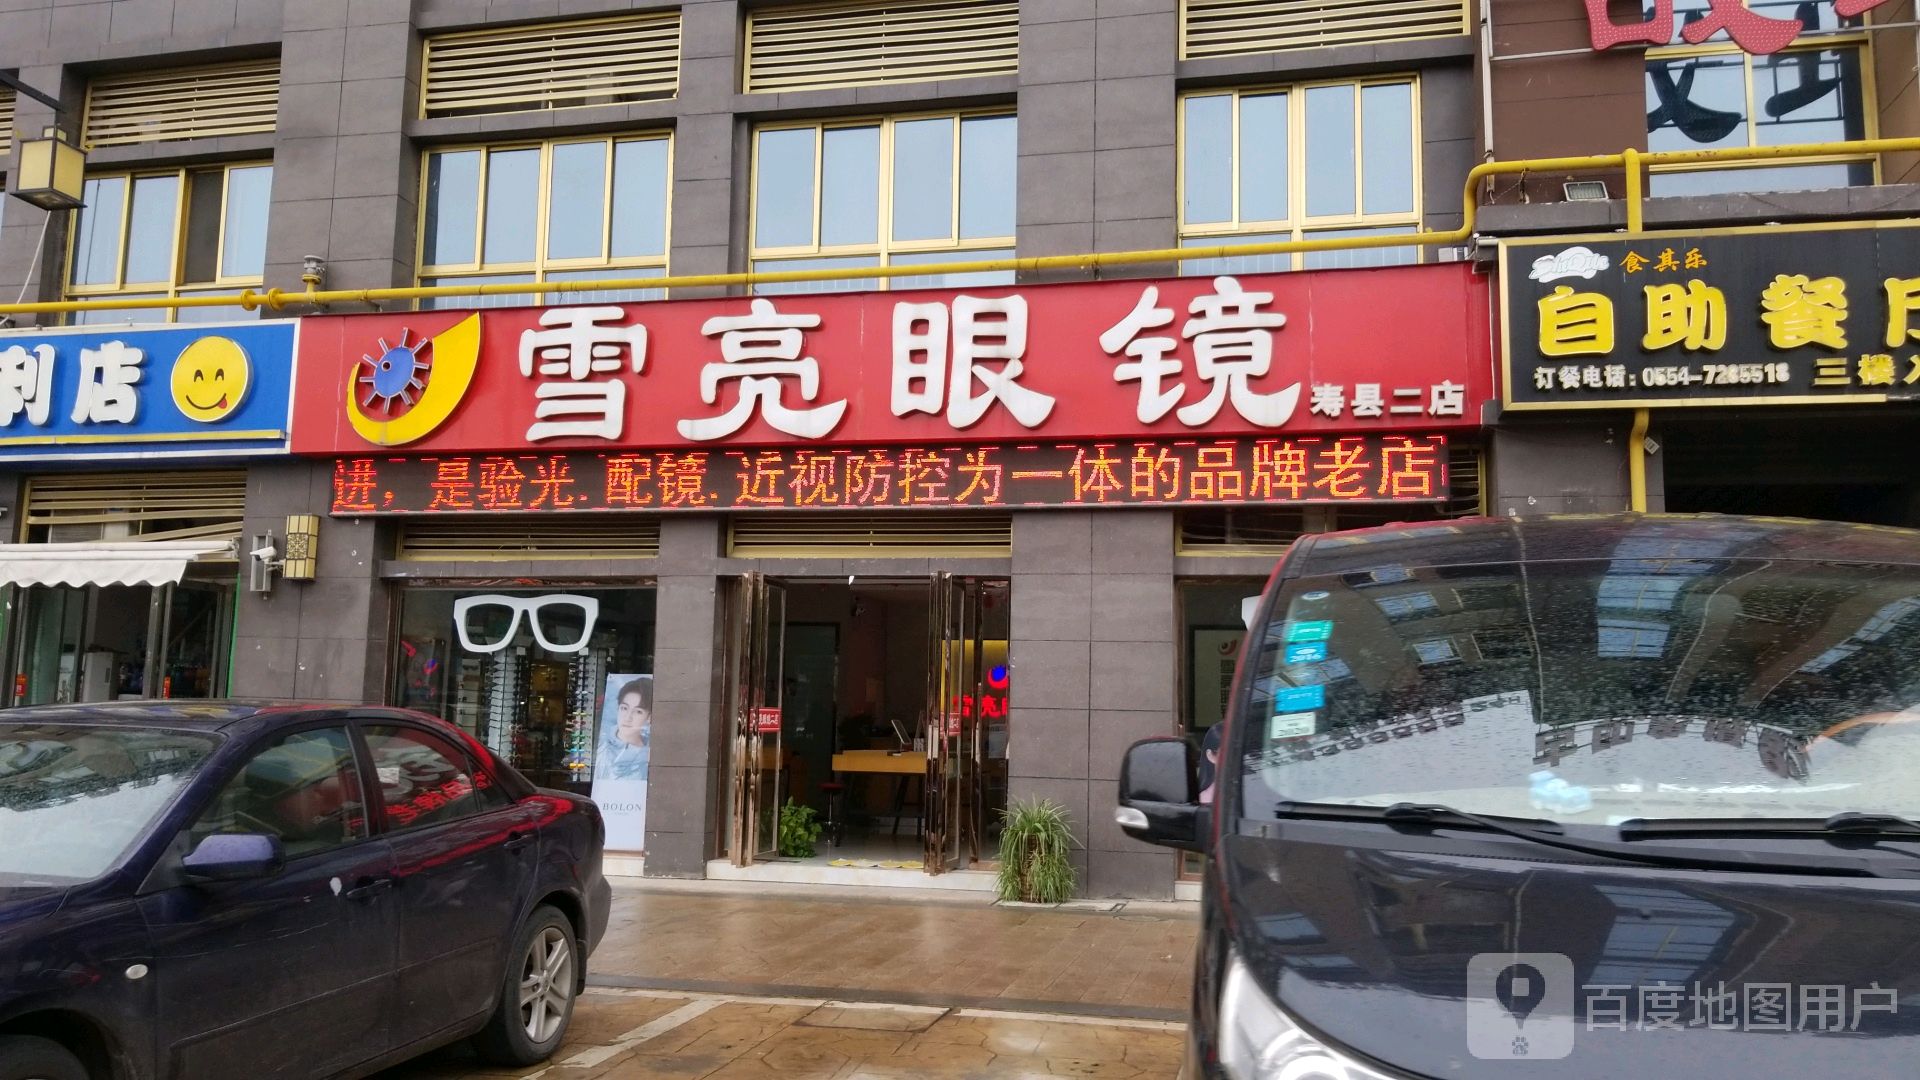 利店
雪亮眼镜
寿县二店
进，是验光.配镜.近视防控为一体的品牌老店
食其乐
自助餐厅
订餐电话：0554-7285518 三楼
BOLON
百度地图用户